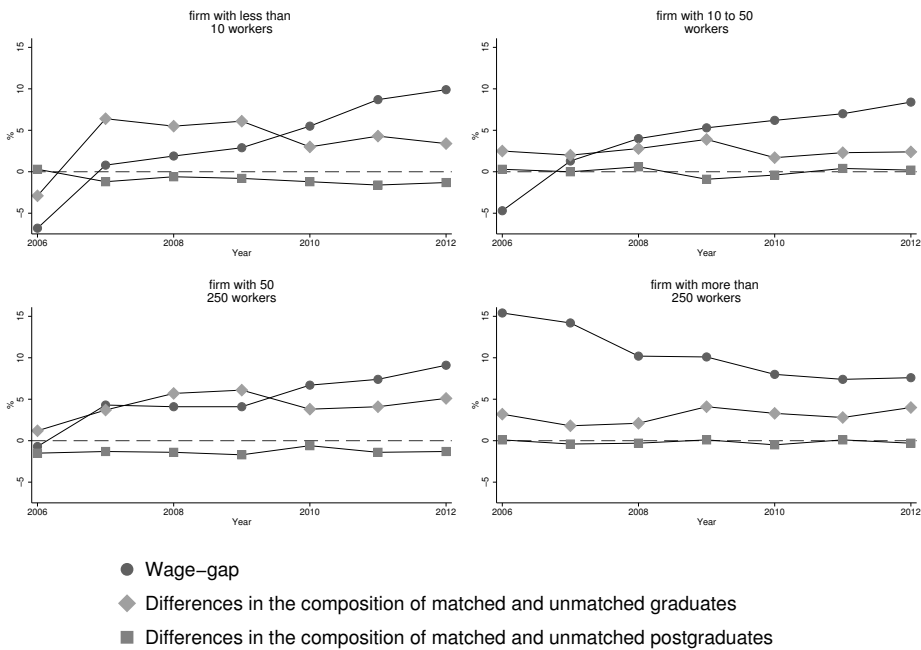 firm with less than
10 workers
15
10
5
0
−5
%
2006
2008
2010
2012
Year
firm with 10 to 50
workers
15
10
5
0
−5
%
2006
2008
2010
2012
Year
firm with 50
250 workers
15
10
5
0
−5
%
2006
2008
2010
2012
Year
firm with more than
250 workers
15
10
5
0
−5
%
2006
2008
2010
2012
Year
Wage−gap
Differences in the composition of matched and unmatched graduates
Differences in the composition of matched and unmatched postgraduates